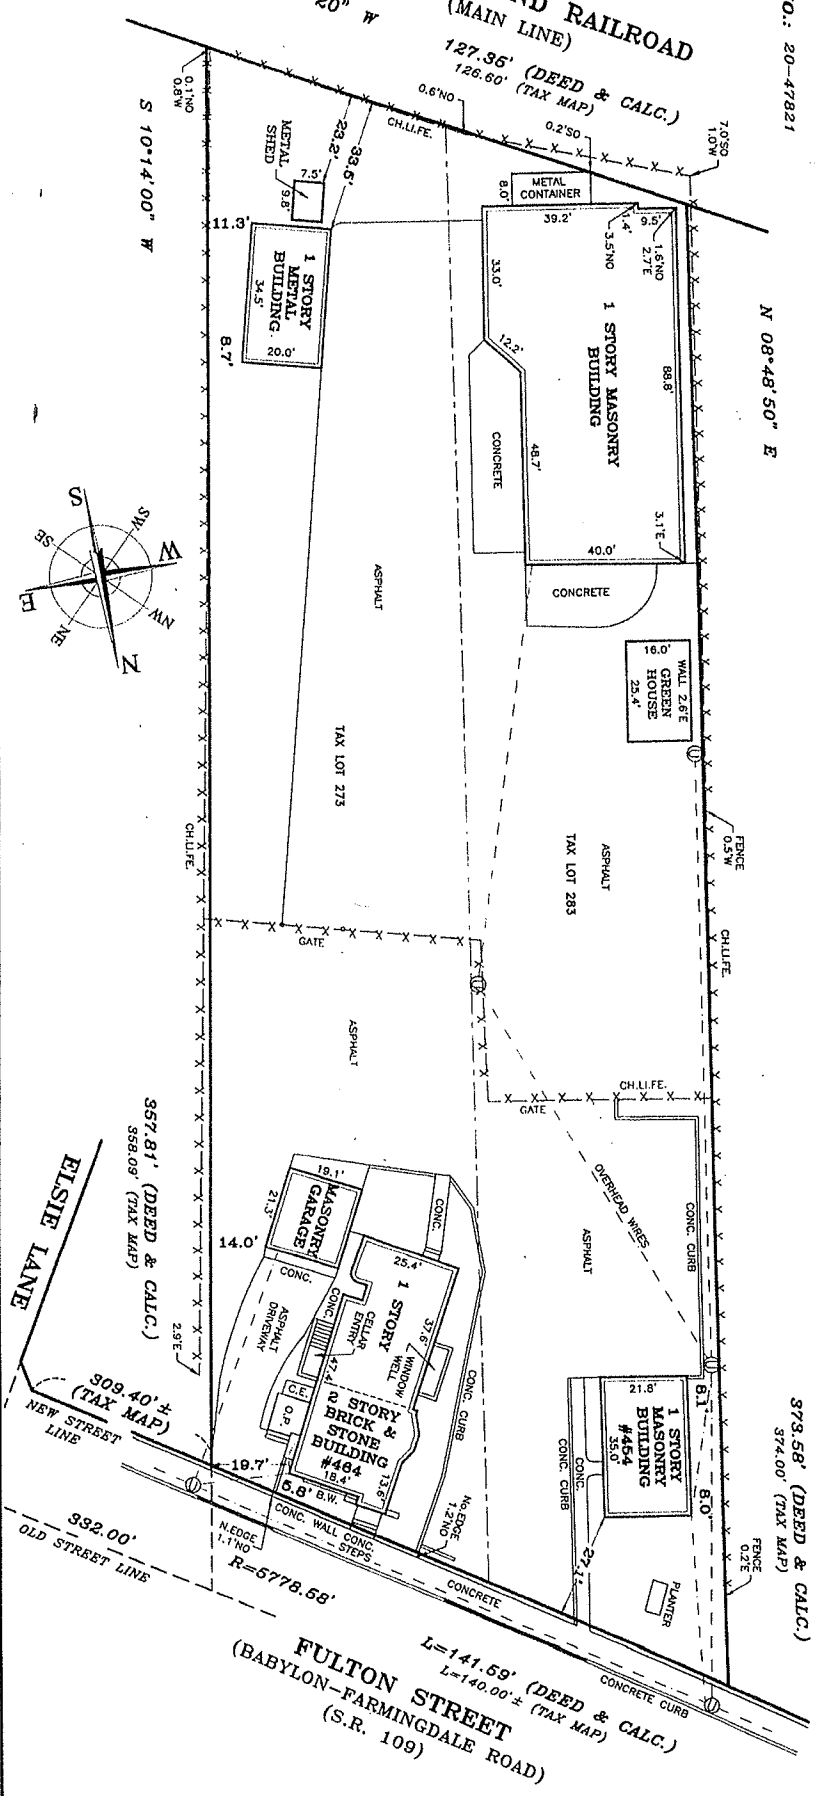 O.: 20-47821
20" W
ND RAILROAD
(MAIN LINE)
127.35' (DEED & CALC.)
126.60' (TAX MAP)
0.1'NO
0.8'W
S 10°14'00" W
0.6'NO
CH.LI.FE.
0.2'SO
7.0'SO
1.0'W
N 08°48'50" E
METAL
SHED
7.5'
9.8'
23.2'
33.5'
11.3'
1 STORY
METAL
BUILDING
34.5'
20.0'
8.7'
METAL
CONTAINER
8.0'
39.2'
1.4'
9.5'
3.5'NO
1.6'NO
2.7'E
33.0'
12.2'
1 STORY MASONRY
BUILDING
88.8'
48.7'
3.1'E
40.0'
CONCRETE
CONCRETE
ASPHALT
S
SW
W
NW
N
NE
E
SE
16.0'
WALL 2.6'E
GREEN
HOUSE
25.4'
TAX LOT 273
ASPHALT
TAX LOT 283
FENCE
0.5'W
CH.LI.FE.
CH.LI.FE.
GATE
ASPHALT
CH.LI.FE.
GATE
OVERHEAD WIRES
ASPHALT
CONC. CURB
357.81' (DEED & CALC.)
358.09' (TAX MAP)
2.9'E
ELSIE LANE
19.1'
MASONRY
GARAGE
21.3'
14.0'
CONC.
CONC.
CONC.
ASPHALT
DRIVEWAY
25.4'
1 STORY
CELLAR
ENTRY
37.6'
WINDOW
WELL
47.4'
C.E.
O.P.
2 STORY
BRICK &
STONE
BUILDING
#464
18.4'
13.6'
CONC. CURB
B.W.
5.8'
19.7'
N.EDGE
1.1'NO
CONC. WALL
CONC.
STEPS
No.EDGE
1.2'NO
CONC. CURB
CONC.
21.8'
8.1
1 STORY
MASONRY
BUILDING
#454
35.0'
8.0'
27.1'
PLANTER
373.58' (DEED & CALC.)
374.00' (TAX MAP)
FENCE
0.2'E
309.40'±
(TAX MAP)
NEW STREET
LINE
332.00'
OLD STREET LINE
R=5778.58'
CONCRETE
CONCRETE CURB
L=141.59' (DEED & CALC.)
L=140.00'± (TAX MAP)
FULTON STREET
(BABYLON-FARMINGDALE ROAD)
(S.R. 109)